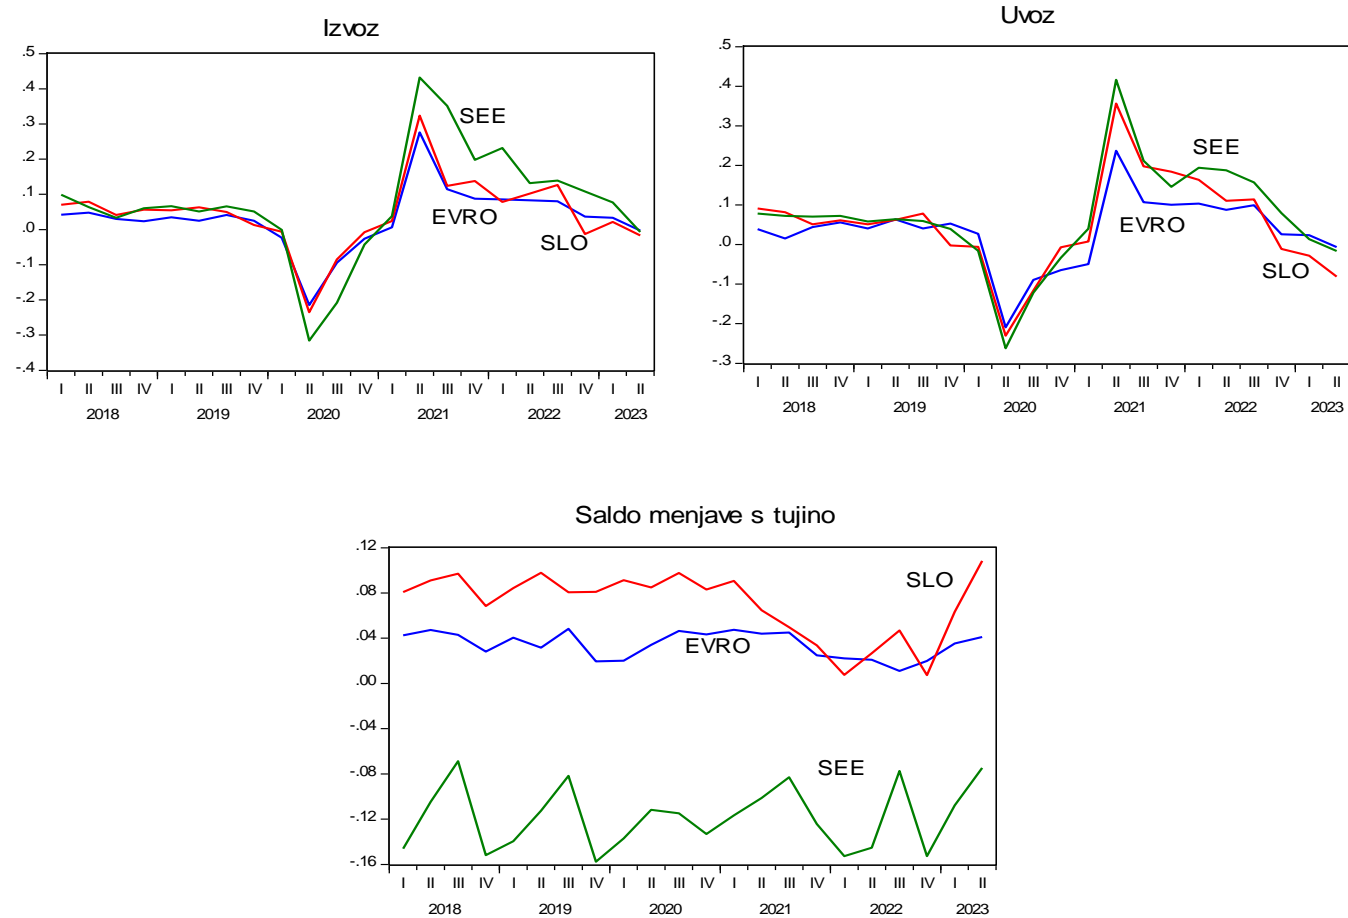 Izvoz
.5
.4
.3
.2
.1
.0
-.1
-.2
-.3
-.4
SEE
EVRO
SLO
I II III IV I II III IV I II III IV I II III IV I II III IV I II
2018 2019 2020 2021 2022 2023
Uvoz
.5
.4
.3
.2
.1
.0
-.1
-.2
-.3
SEE
EVRO
SLO
I II III IV I II III IV I II III IV I II III IV I II III IV I II
2018 2019 2020 2021 2022 2023
Saldo menjave s tujino
.12
.08
.04
.00
-.04
-.08
-.12
-.16
SLO
EVRO
SEE
I II III IV I II III IV I II III IV I II III IV I II III IV I II
2018 2019 2020 2021 2022 2023